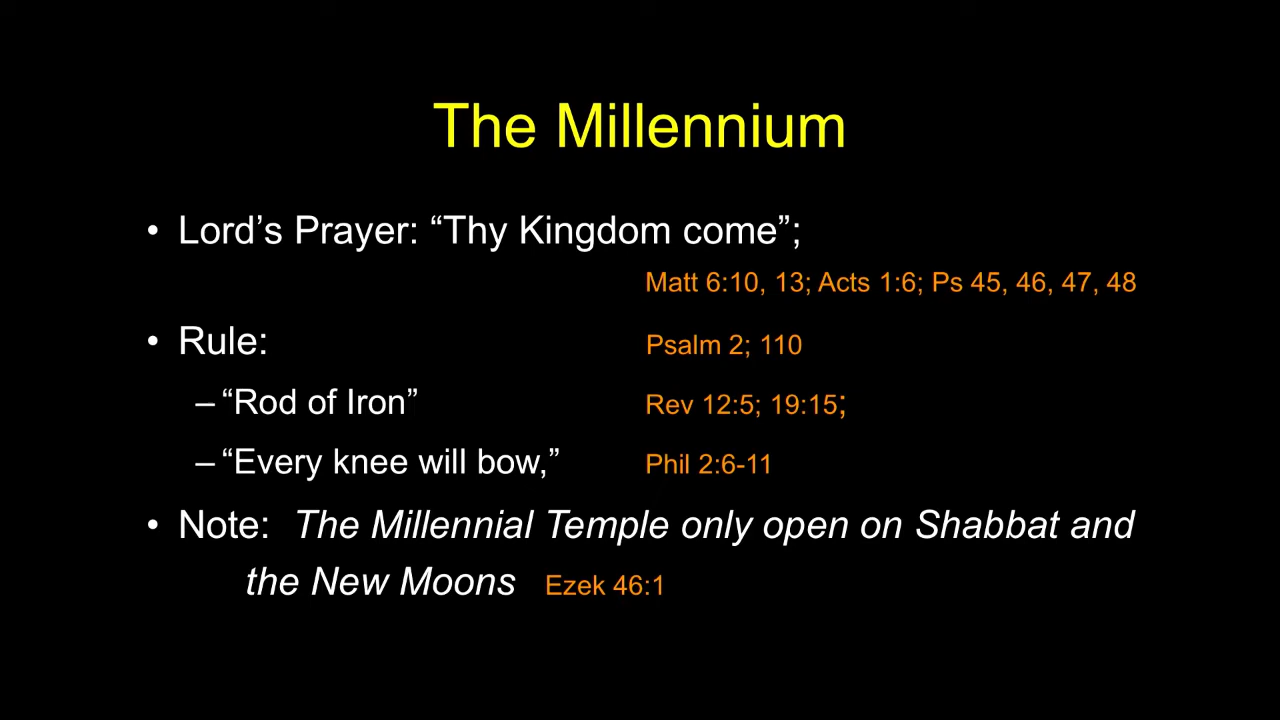 The Millennium
• Lord’s Prayer: “Thy Kingdom come”;
Matt 6:10, 13; Acts 1:6; Ps 45, 46, 47, 48
• Rule: Psalm 2; 110
– “Rod of Iron” Rev 12:5; 19:15;
– “Every knee will bow,” Phil 2:6-11
• Note: The Millennial Temple only open on Shabbat and
the New Moons Ezek 46:1